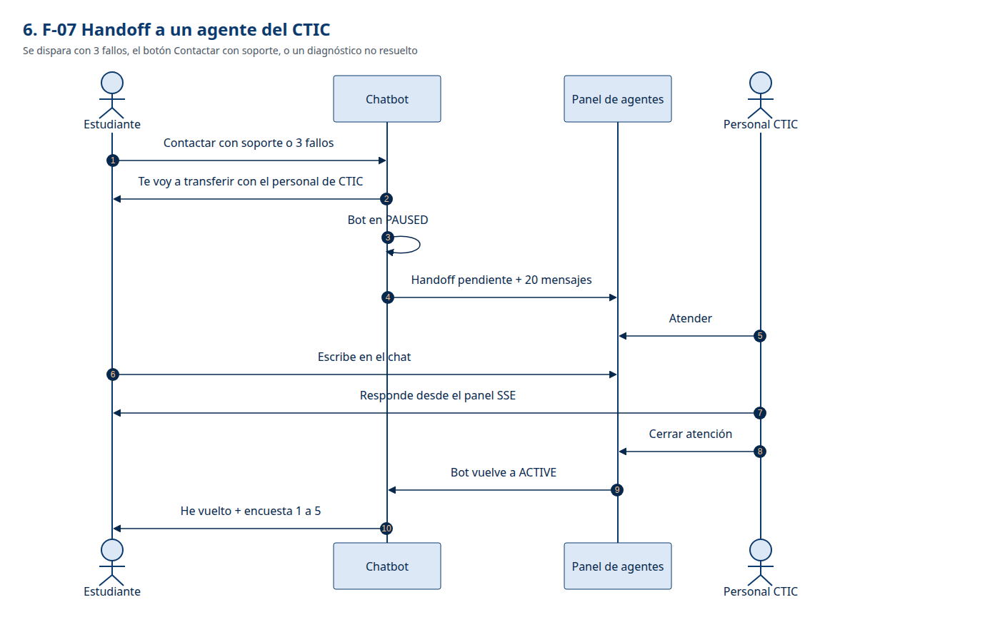 6. F-07 Handoff a un agente del CTIC
Se dispara con 3 fallos, el botón Contactar con soporte, o un diagnóstico no resuelto
Chatbot
Panel de agentes
Estudiante
Personal CTIC
Contactar con soporte o 3 fallos
1
Te voy a transferir con el personal de CTIC
2
Bot en PAUSED
3
Handoff pendiente + 20 mensajes
4
Atender
5
Escribe en el chat
6
Responde desde el panel SSE
7
Cerrar atención
8
Bot vuelve a ACTIVE
9
He vuelto + encuesta 1 a 5
10
Chatbot
Panel de agentes
Estudiante
Personal CTIC